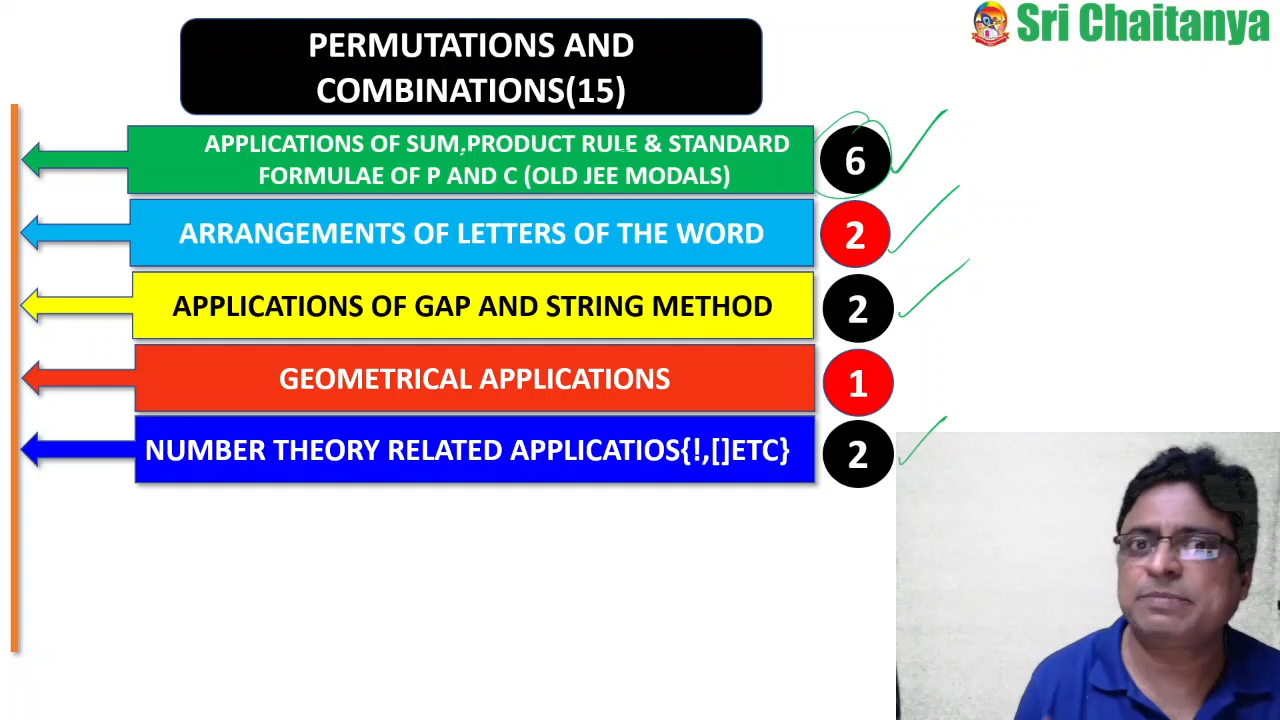 Sri Chaitanya
PERMUTATIONS AND
COMBINATIONS(15)
APPLICATIONS OF SUM,PRODUCT RULE & STANDARD
FORMULAE OF P AND C (OLD JEE MODALS)
6
ARRANGEMENTS OF LETTERS OF THE WORD
2
APPLICATIONS OF GAP AND STRING METHOD
2
GEOMETRICAL APPLICATIONS
1
NUMBER THEORY RELATED APPLICATIOS{!,[]ETC}
2